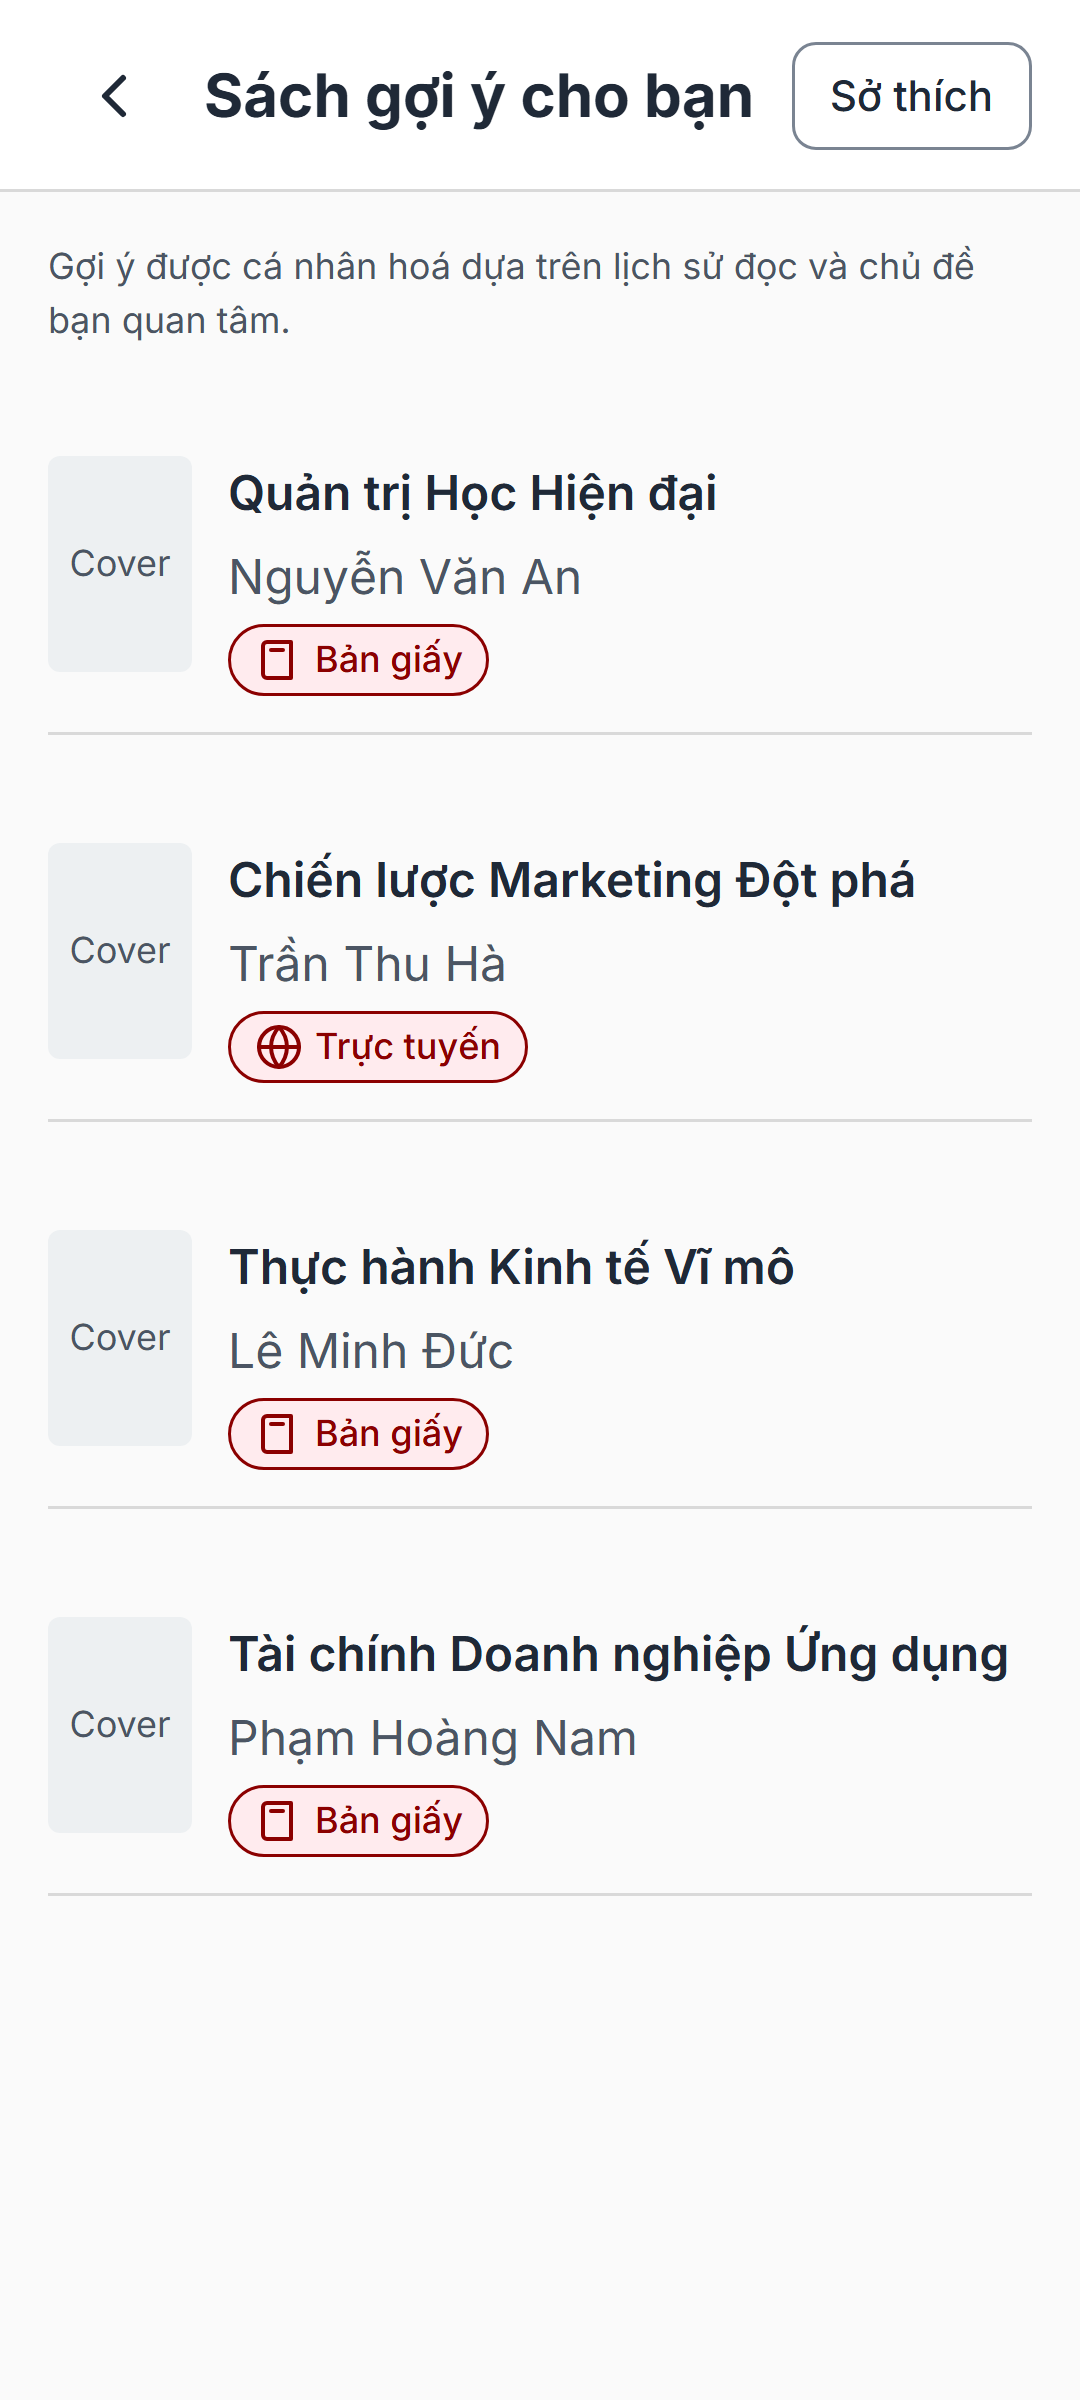 Sách gợi ý cho bạn
Sở thích
Gợi ý được cá nhân hoá dựa trên lịch sử đọc và chủ đề
bạn quan tâm.
Cover
Quản trị Học Hiện đại
Nguyễn Văn An
Bản giấy
Cover
Chiến lược Marketing Đột phá
Trần Thu Hà
Trực tuyến
Cover
Thực hành Kinh tế Vĩ mô
Lê Minh Đức
Bản giấy
Cover
Tài chính Doanh nghiệp Ứng dụng
Phạm Hoàng Nam
Bản giấy